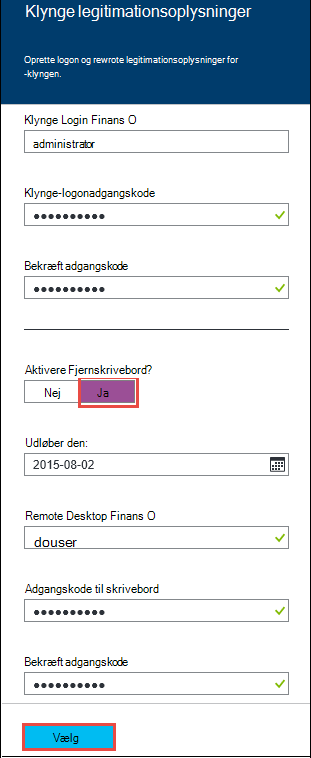 Klynge legitimationsoplysninger
Oprette logon og rewrote legitimationsoplysninger for
-klyngen.
Klynge Login Finans O
administrator
Klynge-logonadgangskode
●●●●●●●●●●
Bekræft adgangskode
●●●●●●●●●●
Aktivere Fjernskrivebord?
Nej Ja
Udløber den:
2015-08-02
Remote Desktop Finans O
douser
Adgangskode til skrivebord
●●●●●●●●●●
Bekræft adgangskode
●●●●●●●●●●
Vælg